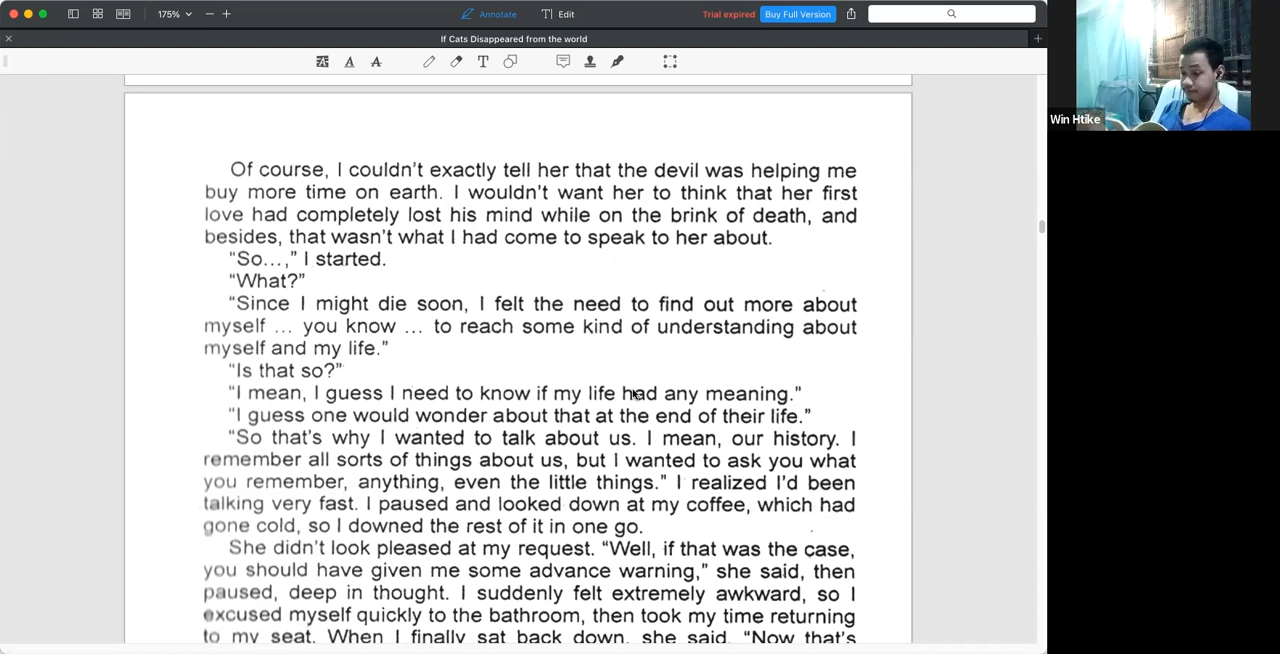 175%
Annotate
Edit
Trial expired
Buy Full Version
If Cats Disappeared from the world
Of course, I couldn’t exactly tell her that the devil was helping me
buy more time on earth. I wouldn’t want her to think that her first
love had completely lost his mind while on the brink of death, and
besides, that wasn’t what I had come to speak to her about.
“So…,” I started.
“What?”
“Since I might die soon, I felt the need to find out more about
myself … you know … to reach some kind of understanding about
myself and my life.”
“Is that so?”
“I mean, I guess I need to know if my life had any meaning.”
“I guess one would wonder about that at the end of their life.”
“So that’s why I wanted to talk about us. I mean, our history. I
remember all sorts of things about us, but I wanted to ask you what
you remember, anything, even the little things.” I realized I’d been
talking very fast. I paused and looked down at my coffee, which had
gone cold, so I downed the rest of it in one go.
She didn’t look pleased at my request. “Well, if that was the case,
you should have given me some advance warning,” she said, then
paused, deep in thought. I suddenly felt extremely awkward, so I
excused myself quickly to the bathroom, then took my time returning
to my seat. When I finally sat back down, she said, “Now that’s
Win Htike